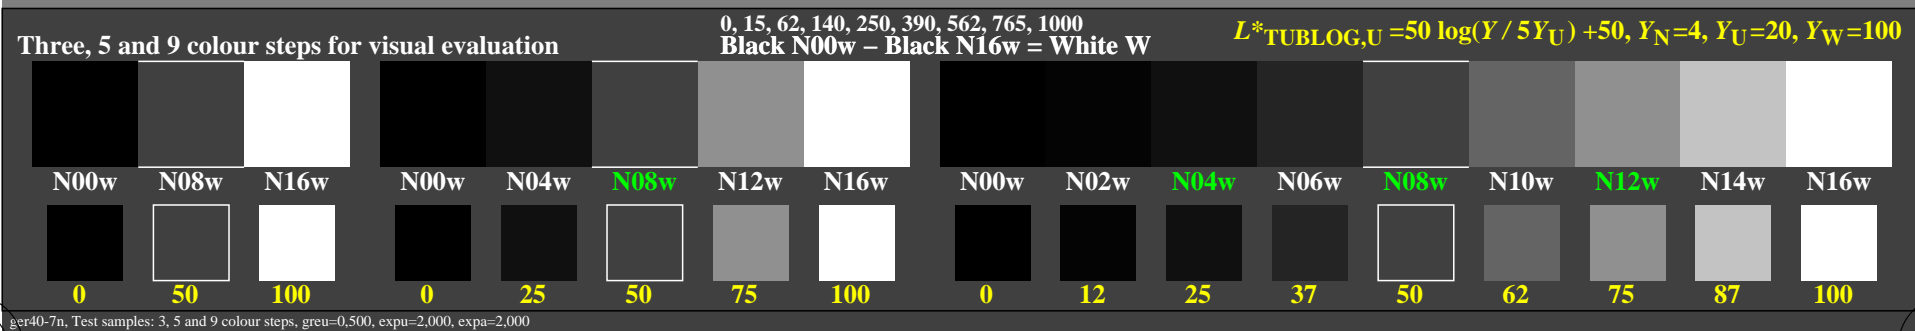 Three, 5 and 9 colour steps for visual evaluation
0, 15, 62, 140, 250, 390, 562, 765, 1000
Black N00w – Black N16w = White W
L*TUBLOG,U =50 log(Y / 5YU) +50, YN=4, YU=20, YW=100
N00w N08w N16w N00w N04w N08w N12w N16w N00w N02w N04w N06w N08w N10w N12w N14w N16w
0 50 100 0 25 50 75 100 0 12 25 37 50 62 75 87 100
ger40-7n, Test samples: 3, 5 and 9 colour steps, greu=0,500, expu=2,000, expa=2,000